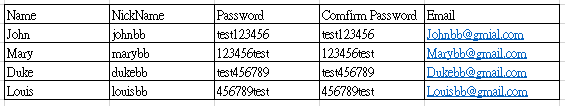 Name NickName Password Comfirm Password Email
John johnbb test123456 test123456 Johnbb@gmial.com
Mary marybb 123456test 123456test Marybb@gmail.com
Duke dukebb test456789 test456789 Dukebb@gmail.com
Louis louisbb 456789test 456789test Louisbb@gmail.com